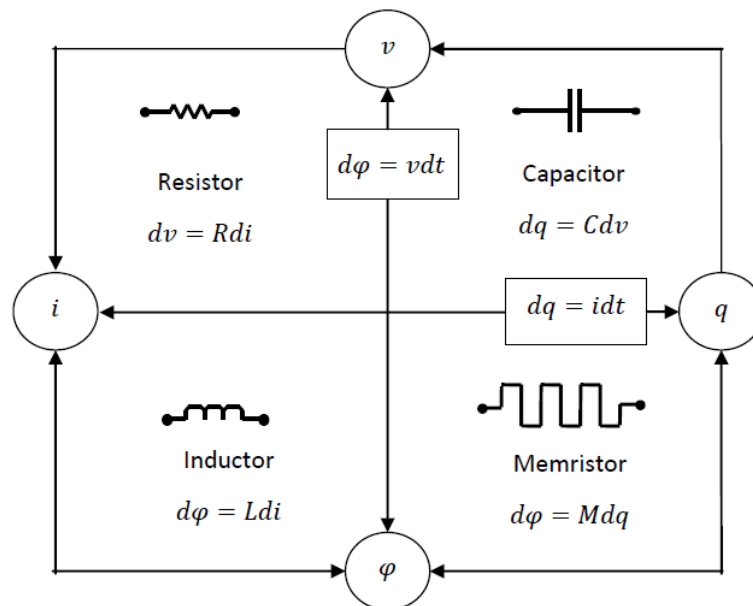 v
dφ = vdt
Resistor
dv = Rdi
Capacitor
dq = Cdv
i
dq = idt
q
Inductor
dφ = Ldi
Memristor
dφ = Mdq
φ